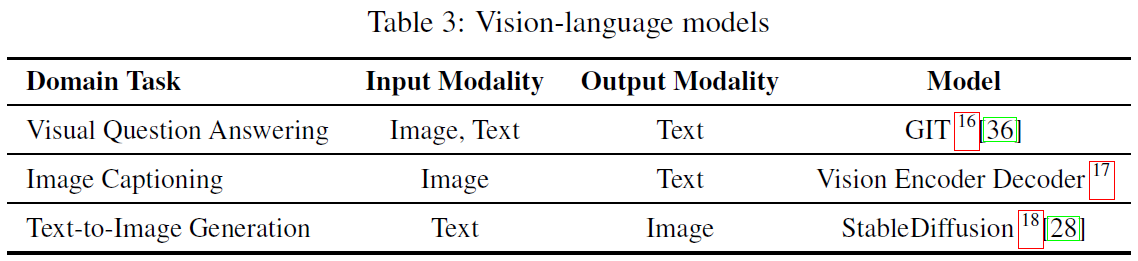 Table 3: Vision-language models
Domain Task Input Modality Output Modality Model
Visual Question Answering Image, Text Text GIT 16[36]
Image Captioning Image Text Vision Encoder Decoder 17
Text-to-Image Generation Text Image StableDiffusion 18[28]